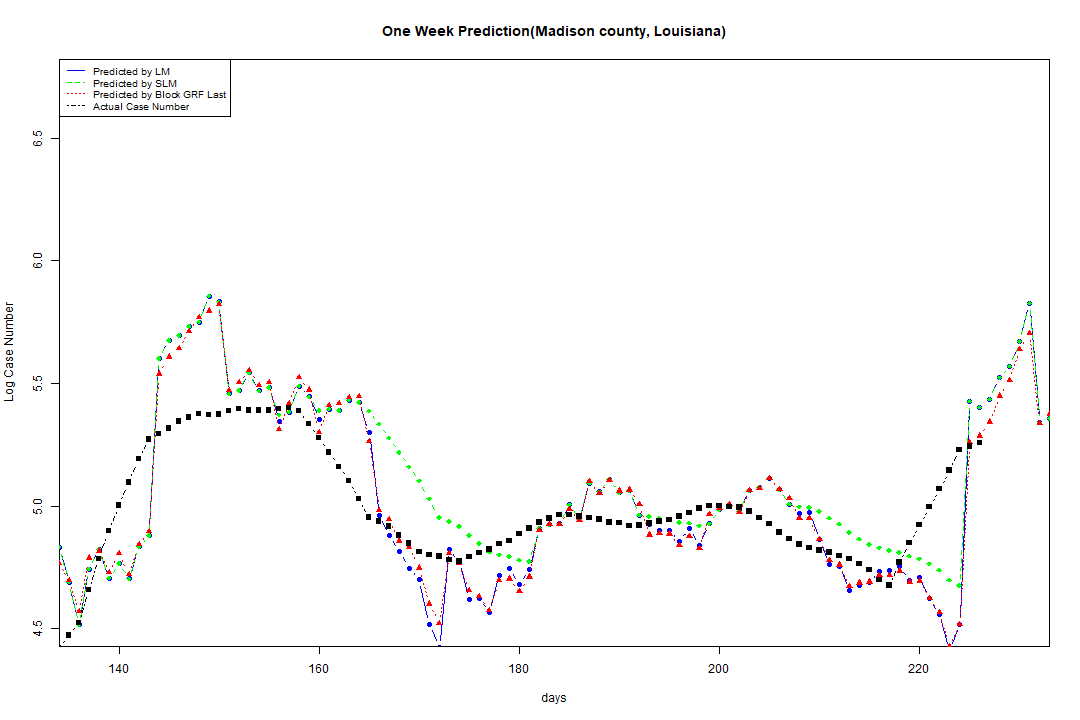 One Week Prediction(Madison county, Louisiana)
Predicted by LM
Predicted by SLM
Predicted by Block GRF Last
Actual Case Number
6.5
6.0
5.5
5.0
4.5
Log Case Number
140 160 180 200 220
days